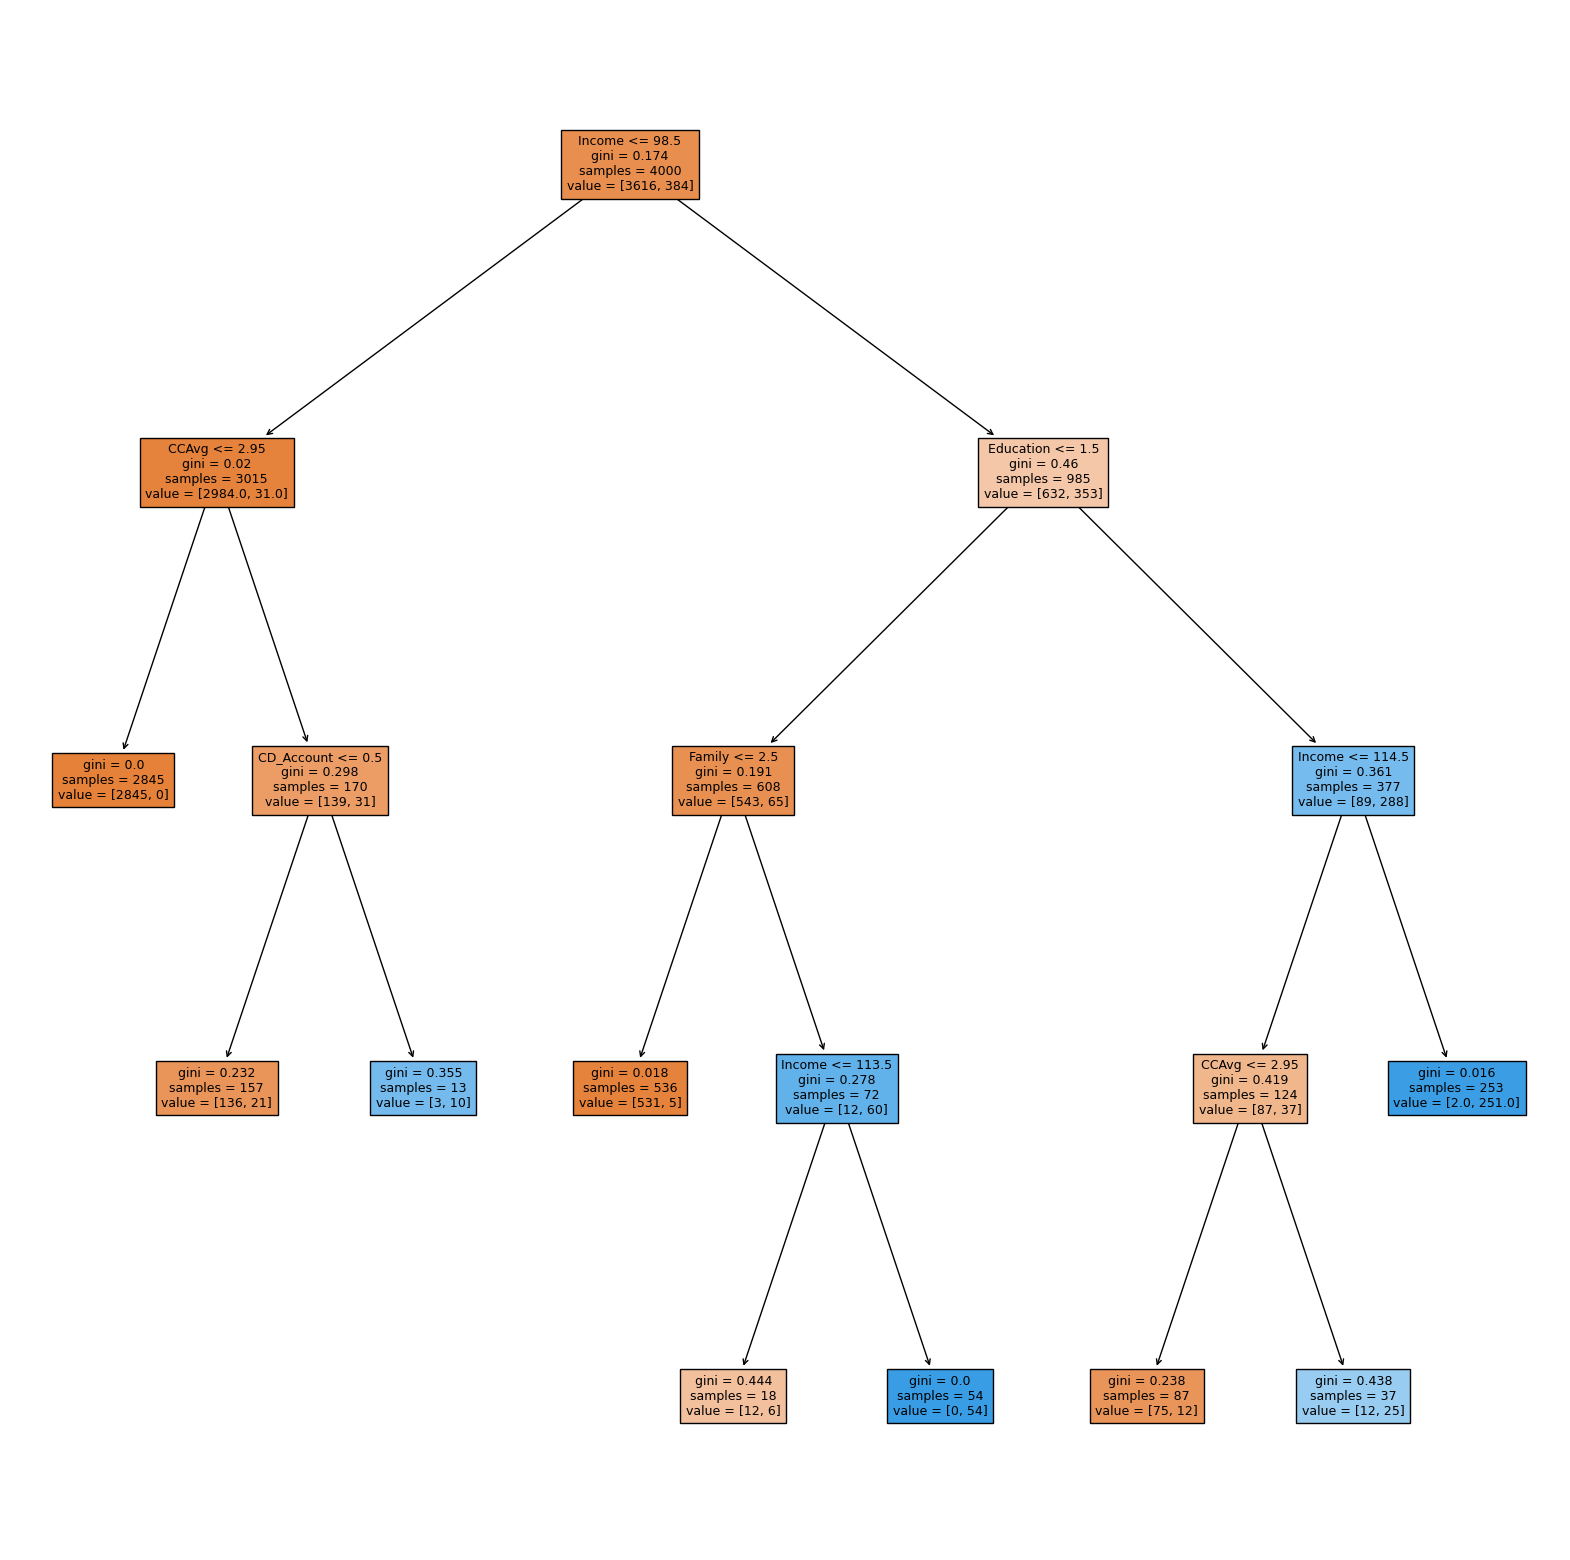 Income <= 98.5
gini = 0.174
samples = 4000
value = [3616, 384]
CCAvg <= 2.95
gini = 0.02
samples = 3015
value = [2984.0, 31.0]
Education <= 1.5
gini = 0.46
samples = 985
value = [632, 353]
gini = 0.0
samples = 2845
value = [2845, 0]
CD_Account <= 0.5
gini = 0.298
samples = 170
value = [139, 31]
Family <= 2.5
gini = 0.191
samples = 608
value = [543, 65]
Income <= 114.5
gini = 0.361
samples = 377
value = [89, 288]
gini = 0.232
samples = 157
value = [136, 21]
gini = 0.355
samples = 13
value = [3, 10]
gini = 0.018
samples = 536
value = [531, 5]
Income <= 113.5
gini = 0.278
samples = 72
value = [12, 60]
CCAvg <= 2.95
gini = 0.419
samples = 124
value = [87, 37]
gini = 0.016
samples = 253
value = [2.0, 251.0]
gini = 0.444
samples = 18
value = [12, 6]
gini = 0.0
samples = 54
value = [0, 54]
gini = 0.238
samples = 87
value = [75, 12]
gini = 0.438
samples = 37
value = [12, 25]